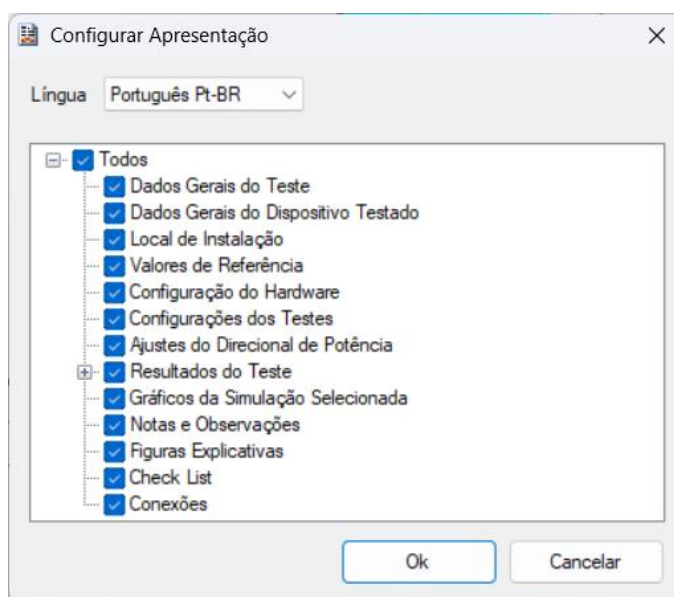 Configurar Apresentação
Língua Português Pt-BR
Todos
Dados Gerais do Teste
Dados Gerais do Dispositivo Testado
Local de Instalação
Valores de Referência
Configuração do Hardware
Configurações dos Testes
Ajustes do Direcional de Potência
Resultados do Teste
Gráficos da Simulação Selecionada
Notas e Observações
Figuras Explicativas
Check List
Conexões
Ok Cancelar